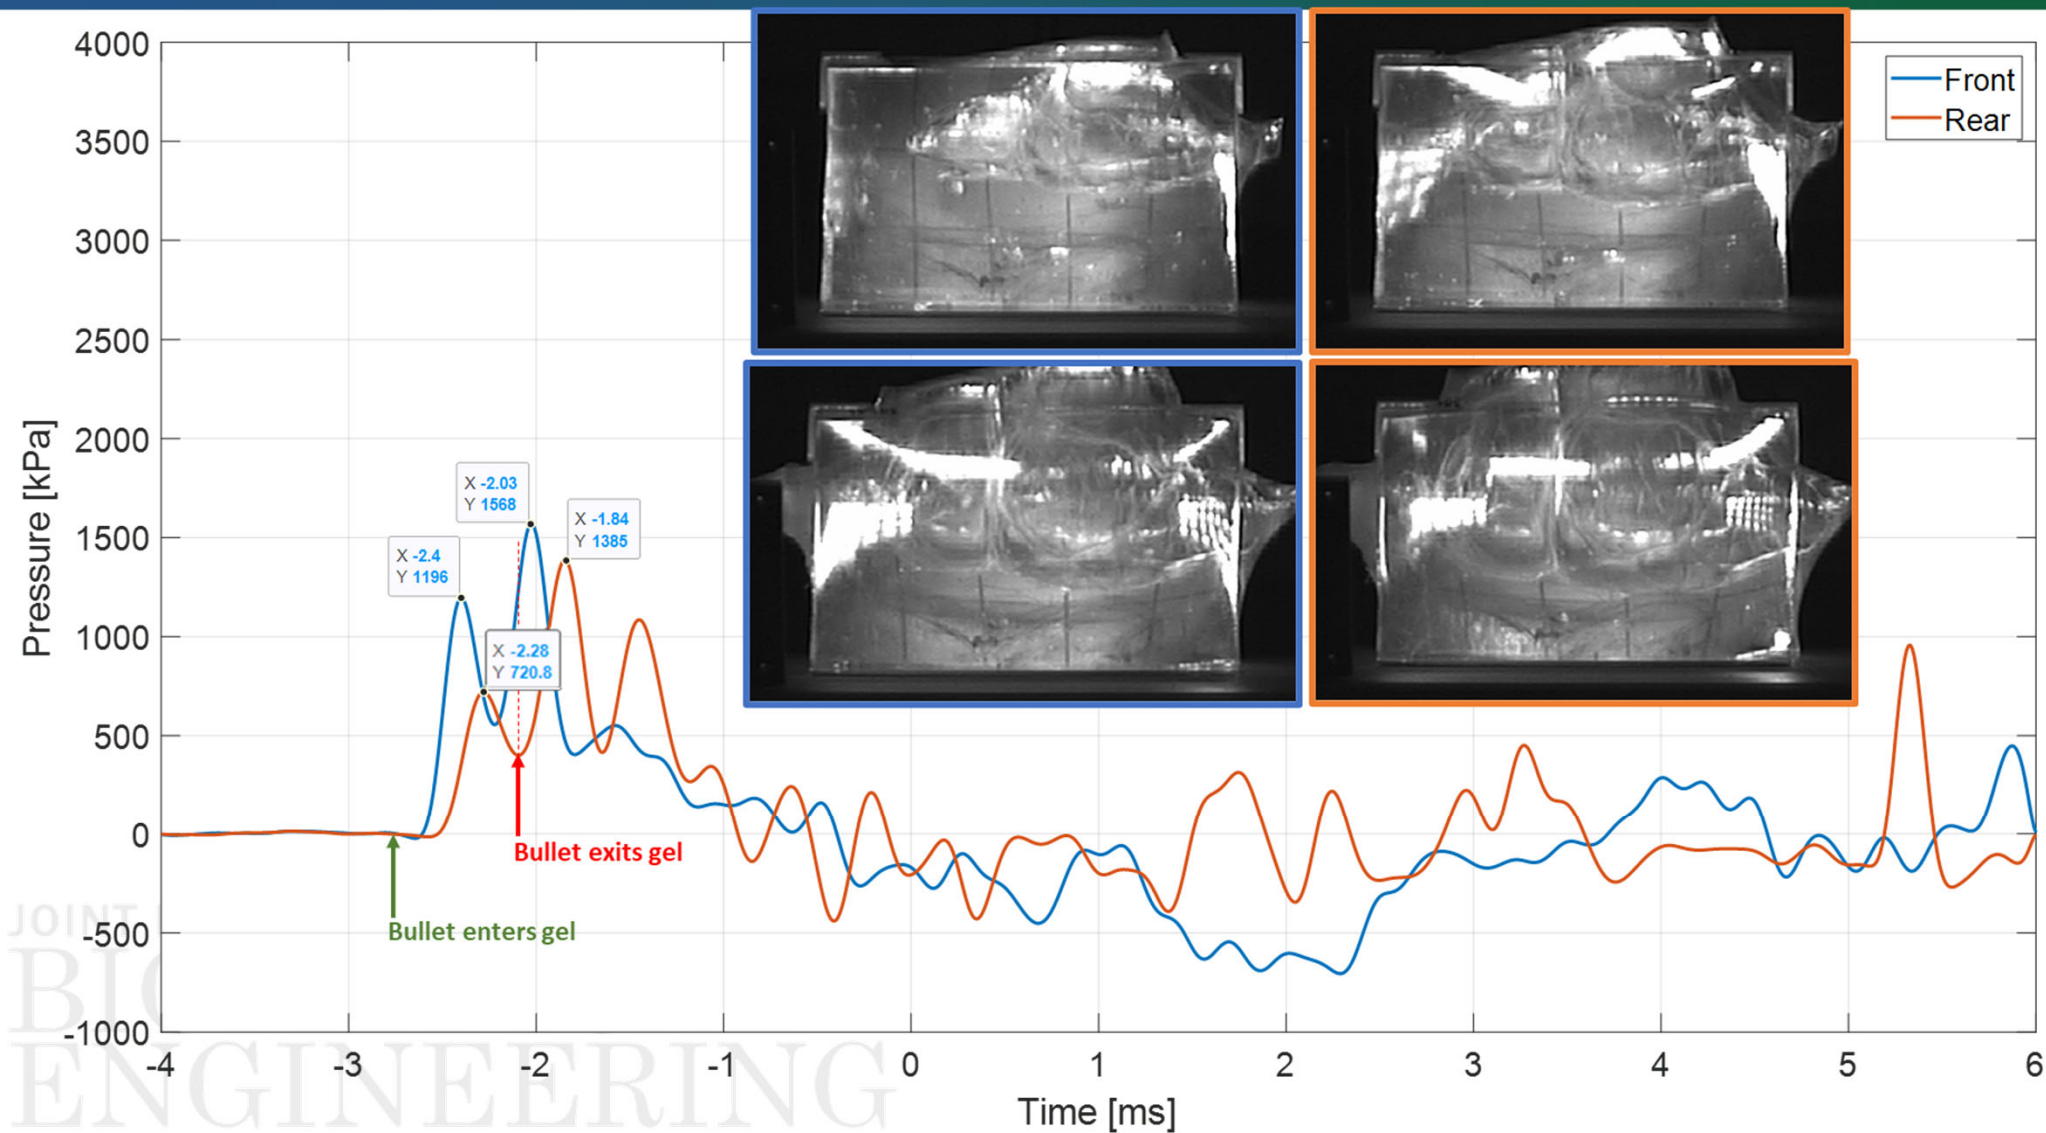 4000
3500
3000
2500
2000
1500
1000
500
0
-500
-1000
Pressure [kPa]
Front
Rear
X -2.03
Y 1568
X -1.84
Y 1385
X -2.4
Y 1196
X -2.28
Y 720.8
Bullet exits gel
Bullet enters gel
JOINT
ENGINEERING
-4 -3 -2 -1 0 1 2 3 4 5 6
Time [ms]